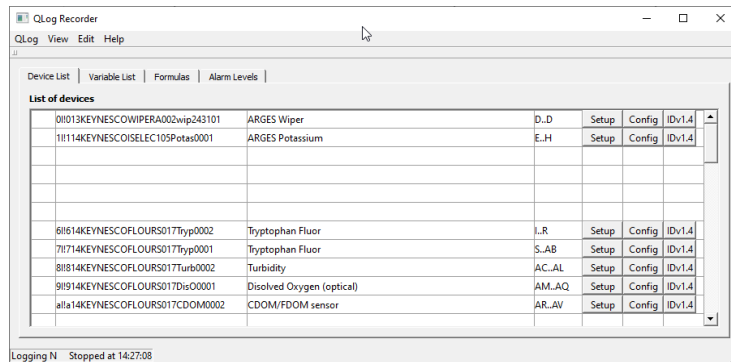 QLog Recorder
QLog View Edit Help
Device List Variable List Formulas Alarm Levels
List of devices
0!!013KEYNESCOWIPERA002wip243101 ARGES Wiper D..D Setup Config IDv1.4
1!!114KEYNESCOISELEC105Potas0001 ARGES Potassium E..H Setup Config IDv1.4
6!!614KEYNESCOFLOURS017Tryp0002 Tryptophan Fluor I..R Setup Config IDv1.4
7!!714KEYNESCOFLOURS017Tryp0001 Tryptophan Fluor S..AB Setup Config IDv1.4
8!!814KEYNESCOFLOURS017Turb0002 Turbidity AC..AL Setup Config IDv1.4
9!!914KEYNESCOFLOURS017DisO0001 Disolved Oxygen (optical) AM..AQ Setup Config IDv1.4
a!!a14KEYNESCOFLOURS017CDOM0002 CDOM/FDOM sensor AR..AV Setup Config IDv1.4
Logging N Stopped at 14:27:08